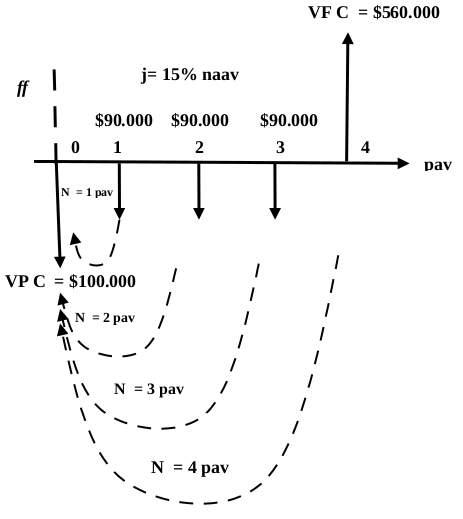 VF C = $560.000
j= 15% naav
ff
$90.000 $90.000 $90.000
0 1 2 3 4
pav
N = 1 pav
VP C = $100.000
N = 2 pav
N = 3 pav
N = 4 pav